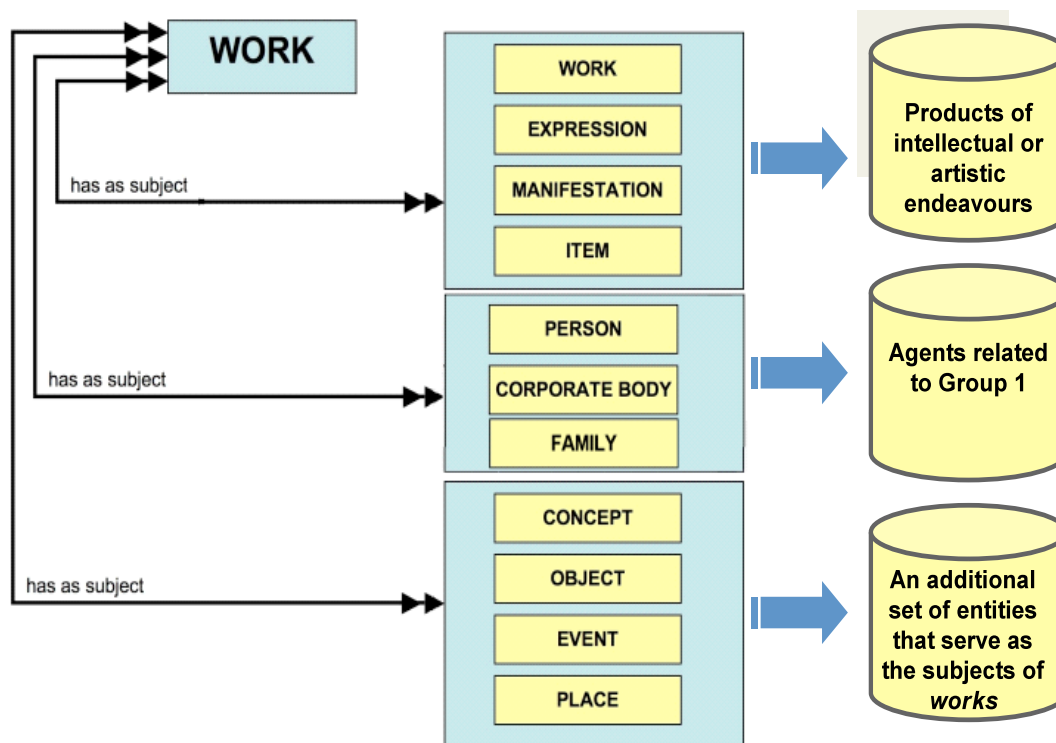 WORK
has as subject
has as subject
has as subject
WORK
EXPRESSION
MANIFESTATION
ITEM
PERSON
CORPORATE BODY
FAMILY
CONCEPT
OBJECT
EVENT
PLACE
Products of
intellectual or
artistic
endeavours
Agents related
to Group 1
An additional
set of entities
that serve as
the subjects of
works